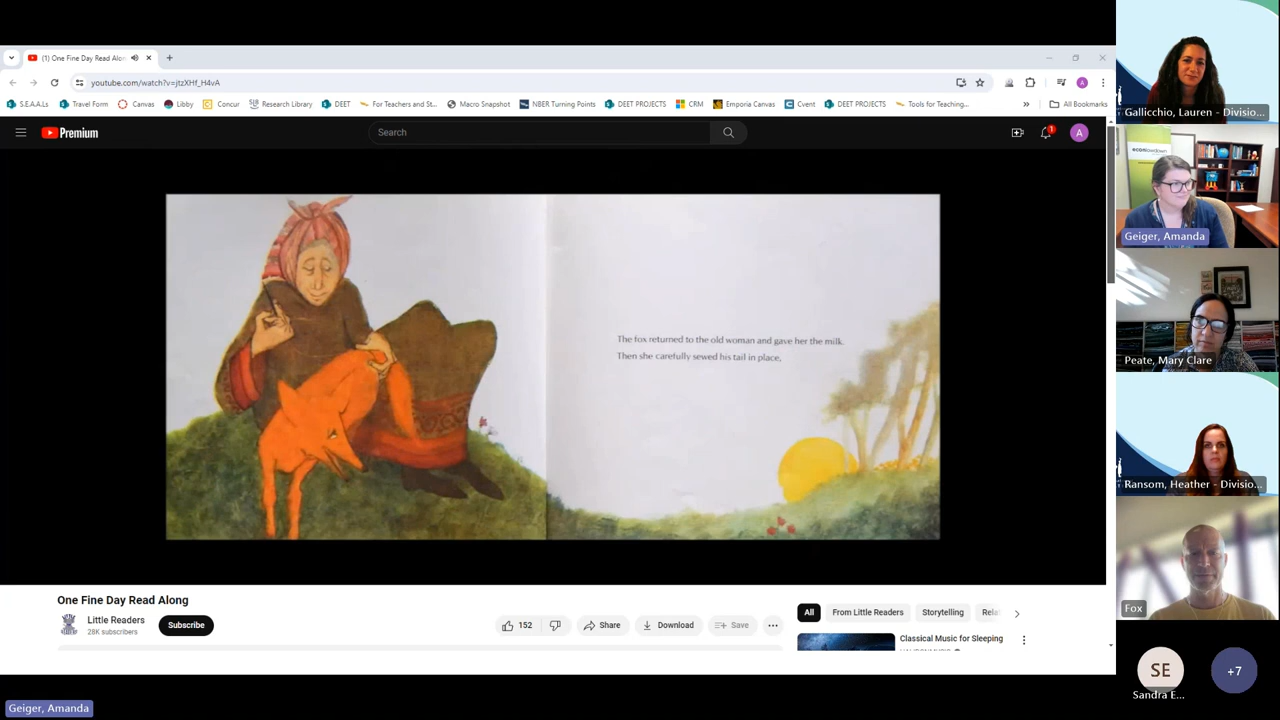 (1) One Fine Day Read Alon
youtube.com/watch?v=jtzXHf_H4vA
S.E.A.A.Ls
Travel Form
Canvas
Libby
Concur
Research Library
DEET
For Teachers and St...
Macro Snapshot
NBER Turning Points
DEET PROJECTS
CRM
Emporia Canvas
Cvent
DEET PROJECTS
Tools for Teaching...
All Bookmarks
A
Premium
Search
1
A
The fox returned to the old woman and gave her the milk.
Then she carefully sewed his tail in place,
One Fine Day Read Along
Little Readers
28K subscribers
Subscribe
152
Share
Download
Save
All
From Little Readers
Storytelling
Rela
Classical Music for Sleeping
Geiger, Amanda
Gallicchio, Lauren - Divisio...
econlowdown
Geiger, Amanda
Peate, Mary Clare
Ransom, Heather - Divisio...
Fox
SE
Sandra E...
+7